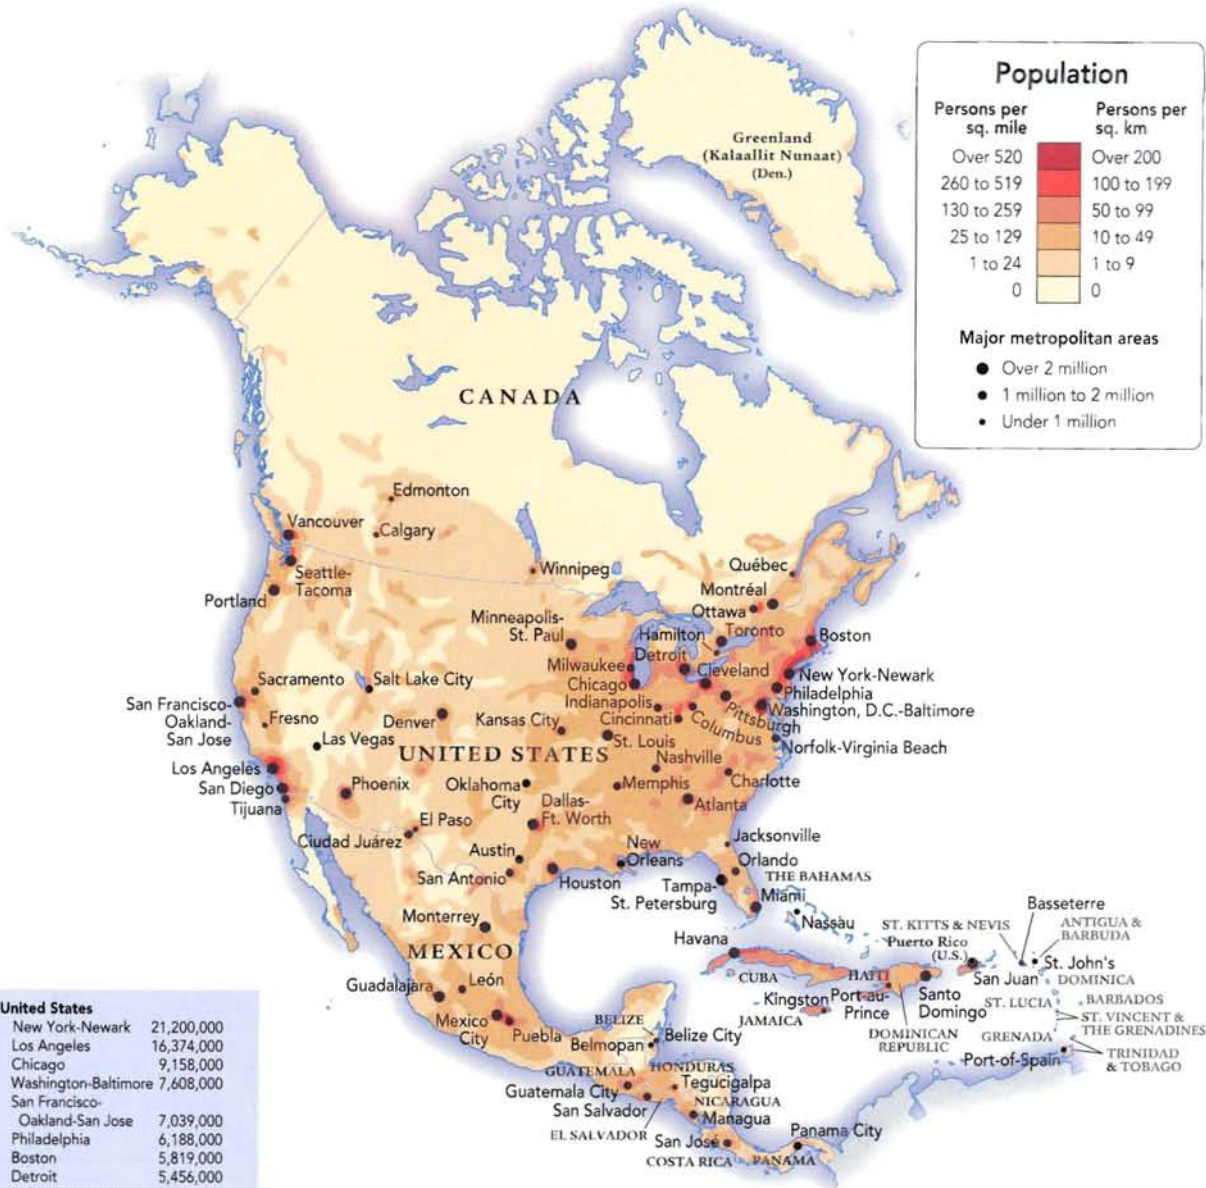 Population
Persons per sq. mile
Persons per sq. km
Over 520 Over 200
260 to 519 100 to 199
130 to 259 50 to 99
25 to 129 10 to 49
1 to 24 1 to 9
0 0
Major metropolitan areas
Over 2 million
1 million to 2 million
Under 1 million
Greenland
(Kalaallit Nunaat)
(Den.)
CANADA
Edmonton
Vancouver
Calgary
Winnipeg
Québec
Seattle-
Tacoma
Portland
Montréal
Ottawa
Minneapolis-
St. Paul
Hamilton
Toronto
Boston
Milwaukee
Detroit
Cleveland
New York-Newark
Chicago
Philadelphia
Sacramento
Salt Lake City
Indianapolis
Pittsburgh
Washington, D.C.-Baltimore
San Francisco-
Oakland-
San Jose
Fresno
Denver
Kansas City
Cincinnati
Columbus
Las Vegas
St. Louis
Norfolk-Virginia Beach
UNITED STATES
Nashville
Los Angeles
San Diego
Tijuana
Phoenix
Oklahoma
City
Memphis
Charlotte
Dallas-
Ft. Worth
Atlanta
El Paso
Ciudad Juárez
Jacksonville
Austin
New
Orleans
Orlando
San Antonio
Houston
THE BAHAMAS
Tampa-
St. Petersburg
Miami
Nassau
Monterrey
MEXICO
Havana
Basseterre
ST. KITTS & NEVIS
ANTIGUA &
BARBUDA
Puerto Rico
(U.S.)
St. John's
San Juan
DOMINICA
CUBA
HAITI
León
Guadalajara
Kingston
Port-au-
Prince
Santo
Domingo
ST. LUCIA
BARBADOS
JAMAICA
ST. VINCENT &
THE GRENADINES
DOMINICAN
REPUBLIC
GRENADA
Mexico
City
Puebla
BELIZE
Belize City
Belmopan
Port-of-Spain
TRINIDAD
& TOBAGO
GUATEMALA
HONDURAS
Tegucigalpa
Guatemala City
NICARAGUA
San Salvador
Managua
EL SALVADOR
Panama City
San José
COSTA RICA
PANAMA
United States
New York-Newark 21,200,000
Los Angeles 16,374,000
Chicago 9,158,000
Washington-Baltimore 7,608,000
San Francisco-
Oakland-San Jose 7,039,000
Philadelphia 6,188,000
Boston 5,819,000
Detroit 5,456,000